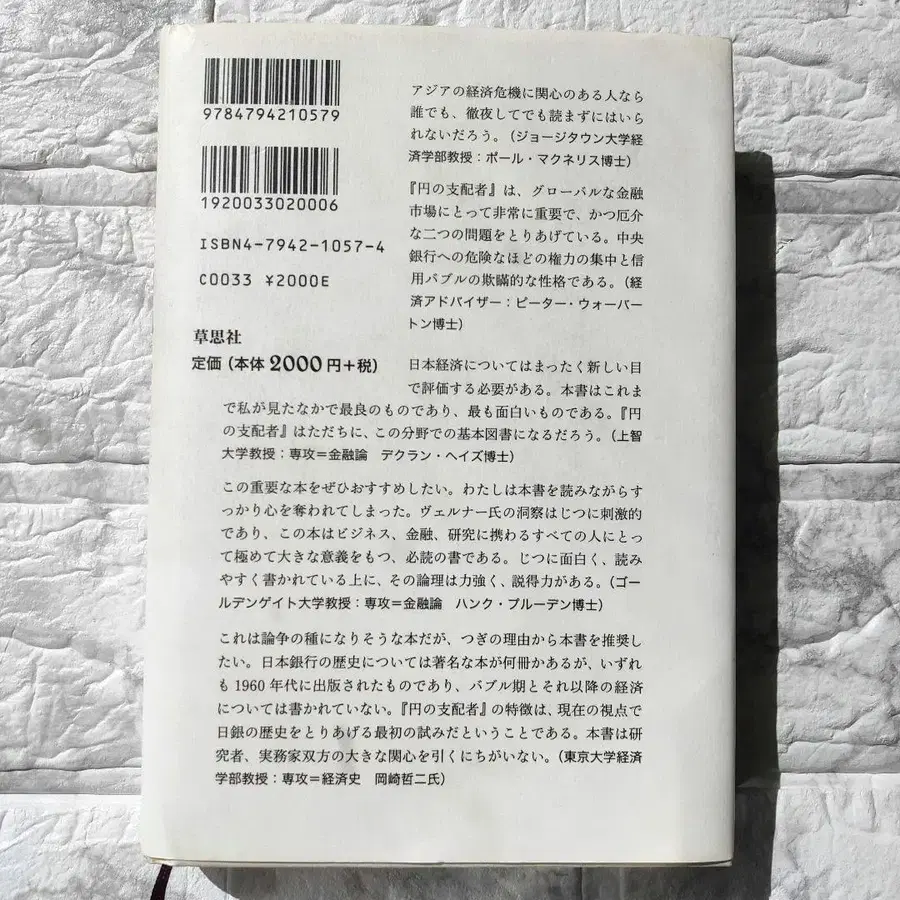 9784794210579
1920033020006
ISBN4-7942-1057-4
C0033 ¥2000E
草思社
定価(本体2000円+税)
アジアの経済危機に関心のある人なら
誰でも、徹夜してでも読まずにはいら
れないだろう。(ジョージタウン大学経
済学部教授:ポール・マクネリス博士)
『円の支配者』は、グローバルな金融
市場にとって非常に重要で、かつ厄介
な二つの問題をとりあげている。中央
銀行への危険なほどの権力の集中と信
用バブルの欺瞞的な性格である。(経
済アドバイザー:ピーター・ウォーバー
トン博士)
日本経済についてはまったく新しい目
で評価する必要がある。本書はこれま
で私が見たなかで最良のものであり、最も面白いものである。『円
の支配者』はただちに、この分野での基本図書になるだろう。(上智
大学教授:専攻=金融論 デクラン・ヘイズ博士)
この重要な本をぜひおすすめしたい。わたしは本書を読みながらす
っかり心を奪われてしまった。ヴェルナー氏の洞察はじつに刺激的
であり、この本はビジネス、金融、研究に携わるすべての人にとっ
て極めて大きな意義をもつ、必読の書である。じつに面白く、読み
やすく書かれている上に、その論理は力強く、説得力がある。(ゴー
ルデンゲイト大学教授:専攻=金融論 ハンク・プルーデン博士)
これは論争の種になりそうな本だが、つぎの理由から本書を推奨し
たい。日本銀行の歴史については著名な本が何冊かあるが、いずれ
も1960年代に出版されたものであり、バブル期とそれ以降の経済
については書かれていない。『円の支配者』の特徴は、現在の視点で
日銀の歴史をとりあげる最初の試みだということである。本書は研
究者、実務家双方の大きな関心を引くにちがいない。(東京大学経済
学部教授:専攻=経済史 岡崎哲二氏)